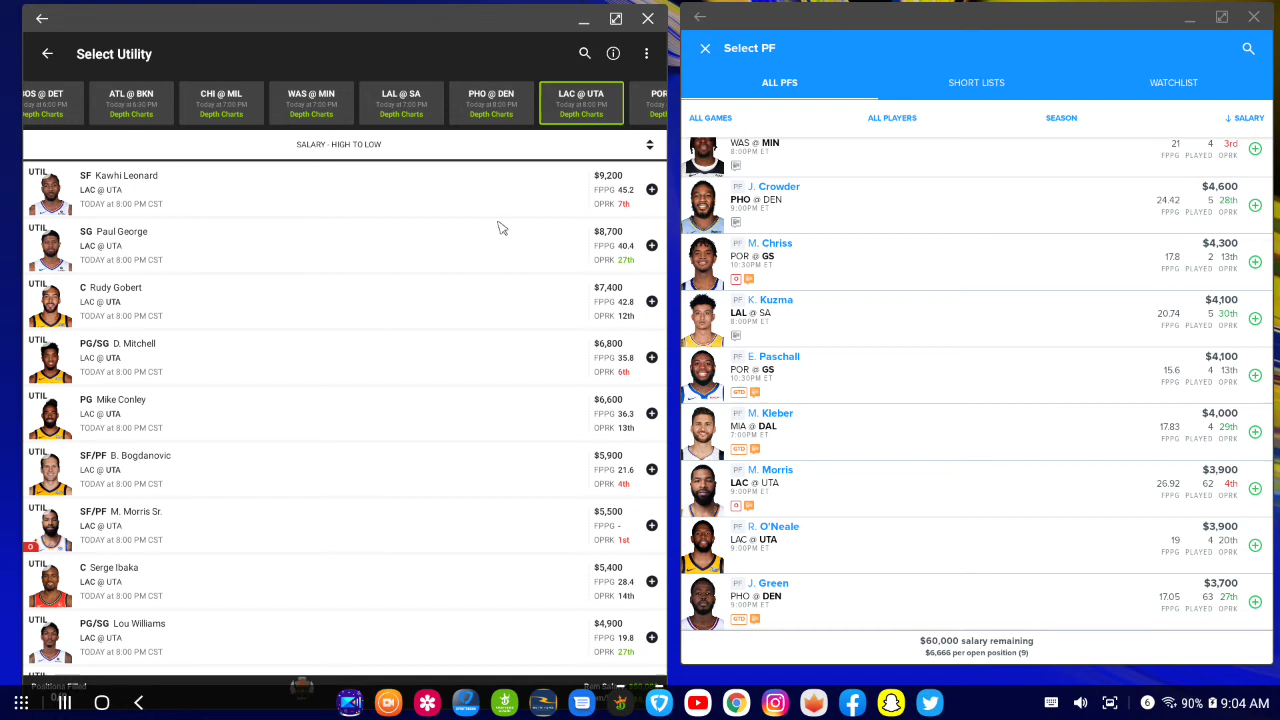 Select Utility
BOS @ DET
Today at 6:00 PM
Depth Charts
ATL @ BKN
Today at 6:30 PM
Depth Charts
CHI @ MIL
Today at 7:00 PM
Depth Charts
WAS @ MIN
Today at 7:00 PM
Depth Charts
LAL @ SA
Today at 7:00 PM
Depth Charts
PHO @ DEN
Today at 8:00 PM
Depth Charts
LAC @ UTA
Today at 8:00 PM
Depth Charts
POR
Depth
SALARY - HIGH TO LOW
UTIL
SF Kawhi Leonard
LAC @ UTA
TODAY at 8:00 PM CST
$9,200
FPPG 45.2
OPRK 7th
UTIL
SG Paul George
LAC @ UTA
TODAY at 8:00 PM CST
$8,700
FPPG 40.4
OPRK 27th
UTIL
C Rudy Gobert
LAC @ UTA
TODAY at 8:00 PM CST
$7,400
FPPG 42.8
OPRK 12th
UTIL
PG/SG D. Mitchell
LAC @ UTA
TODAY at 8:00 PM CST
$6,800
FPPG 35.8
OPRK 6th
UTIL
PG Mike Conley
LAC @ UTA
TODAY at 8:00 PM CST
$6,600
FPPG 36.3
OPRK 13th
UTIL
SF/PF B. Bogdanovic
LAC @ UTA
TODAY at 8:00 PM CST
$5,900
FPPG 21.6
OPRK 4th
UTIL
O
SF/PF M. Morris Sr.
LAC @ UTA
TODAY at 8:00 PM CST
$5,500
FPPG -
OPRK 1st
UTIL
C Serge Ibaka
LAC @ UTA
TODAY at 8:00 PM CST
$5,400
FPPG 28.4
OPRK 14th
UTIL
PG/SG Lou Williams
LAC @ UTA
TODAY at 8:00 PM CST
$4,900
FPPG 19.8
OPRK 27th
Positions Filled
Select PF
ALL PFS
SHORT LISTS
WATCHLIST
ALL GAMES
ALL PLAYERS
SEASON
↓ SALARY
WAS @ MIN
8:00PM ET
21 4 3rd
FPPG PLAYED OPRK
PF J. Crowder
PHO @ DEN
9:00PM ET
$4,600
24.42 5 28th
FPPG PLAYED OPRK
PF M. Chriss
POR @ GS
10:30PM ET
O
$4,300
17.8 2 13th
FPPG PLAYED OPRK
PF K. Kuzma
LAL @ SA
8:00PM ET
$4,100
20.74 5 30th
FPPG PLAYED OPRK
PF E. Paschall
POR @ GS
10:30PM ET
GTD
$4,100
15.6 4 13th
FPPG PLAYED OPRK
PF M. Kleber
MIA @ DAL
7:00PM ET
GTD
$4,000
17.83 4 29th
FPPG PLAYED OPRK
PF M. Morris
LAC @ UTA
9:00PM ET
O
$3,900
26.92 62 4th
FPPG PLAYED OPRK
PF R. O'Neale
LAC @ UTA
9:00PM ET
$3,900
19 4 20th
FPPG PLAYED OPRK
PF J. Green
PHO @ DEN
9:00PM ET
GTD
$3,700
17.05 63 27th
FPPG PLAYED OPRK
$60,000 salary remaining
$6,666 per open position (9)
6 90% 9:04 AM